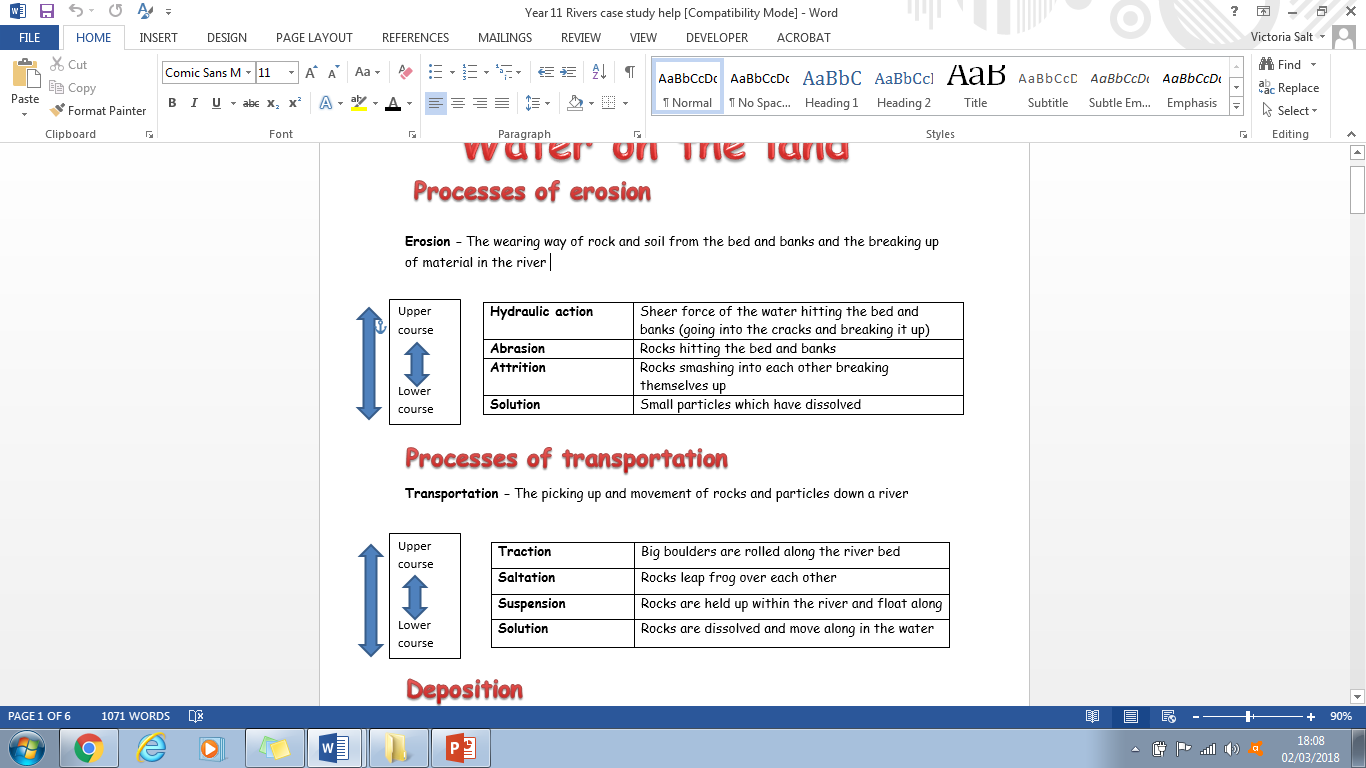 Year 11 Rivers case study help [Compatibility Mode] - Word
FILE HOME INSERT DESIGN PAGE LAYOUT REFERENCES MAILINGS REVIEW VIEW DEVELOPER ACROBAT Victoria Salt
Paste
Cut
Copy
Format Painter
Clipboard
Comic Sans M 11
Font
Paragraph
AaBbCcDc AaBbCcDc AaBbC AaBbCcI AaB AaBbCcD AaBbCcDc AaBbCcDc
¶ Normal ¶ No Spac... Heading 1 Heading 2 Title Subtitle Subtle Em... Emphasis
Styles
Find
Replace
Select
Editing
Water on the land
Processes of erosion
Erosion – The wearing way of rock and soil from the bed and banks and the breaking up
of material in the river
Upper
course
Lower
course
Hydraulic action Sheer force of the water hitting the bed and
banks (going into the cracks and breaking it up)
Abrasion Rocks hitting the bed and banks
Attrition Rocks smashing into each other breaking
themselves up
Solution Small particles which have dissolved
Processes of transportation
Transportation – The picking up and movement of rocks and particles down a river
Upper
course
Lower
course
Traction Big boulders are rolled along the river bed
Saltation Rocks leap frog over each other
Suspension Rocks are held up within the river and float along
Solution Rocks are dissolved and move along in the water
Deposition
PAGE 1 OF 6 1071 WORDS 90%
18:08
02/03/2018